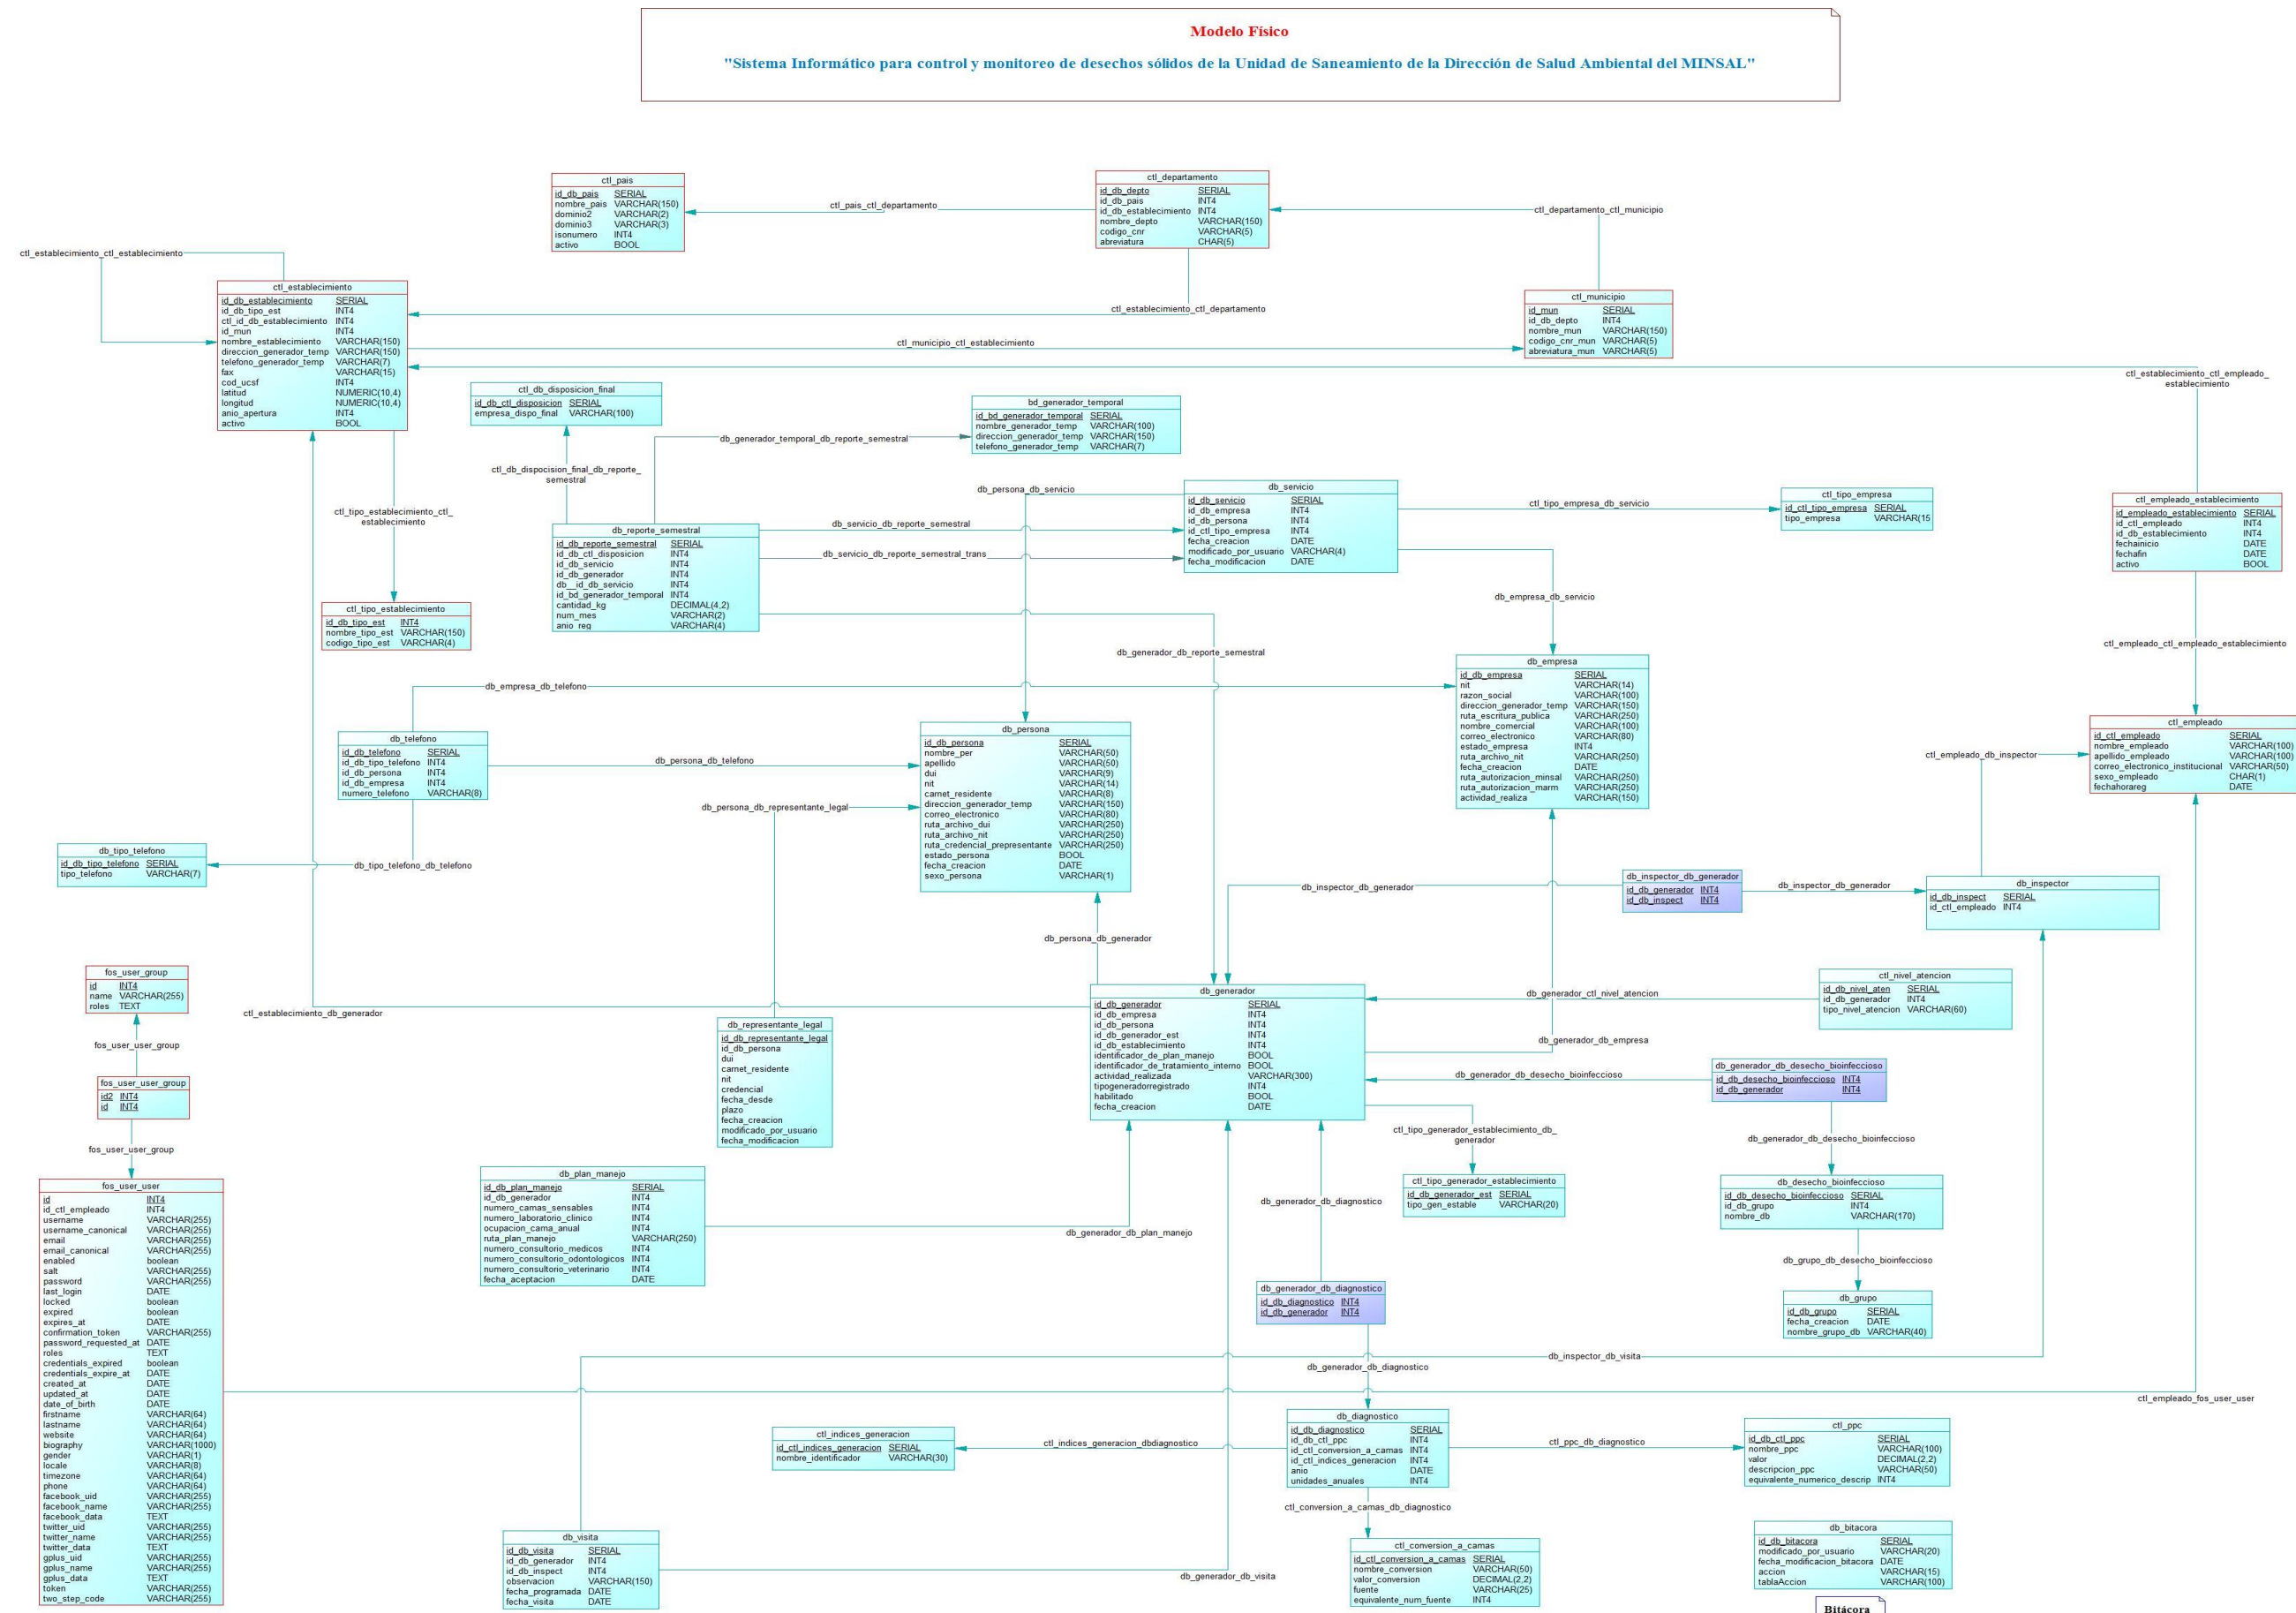 Modelo Físico
"Sistema Informático para control y monitoreo de desechos sólidos de la Unidad de Saneamiento de la Dirección de Salud Ambiental del MINSAL"
ctl_pais
id_db_pais SERIAL
nombre_pais VARCHAR(150)
dominio2 VARCHAR(2)
dominio3 VARCHAR(3)
isonumero INT4
activo BOOL
ctl_pais_ctl_departamento
ctl_departamento
id_db_depto SERIAL
id_db_pais INT4
id_db_establecimiento INT4
nombre_depto VARCHAR(150)
codigo_cnr VARCHAR(5)
abreviatura CHAR(5)
ctl_departamento_ctl_municipio
ctl_establecimiento_ctl_establecimiento
ctl_establecimiento
id_db_establecimiento SERIAL
id_db_tipo_est INT4
ctl_id_db_establecimiento INT4
id_mun INT4
nombre_establecimiento VARCHAR(150)
direccion_generador_temp VARCHAR(150)
telefono_generador_temp VARCHAR(7)
fax VARCHAR(15)
cod_ucsf INT4
latitud NUMERIC(10,4)
longitud NUMERIC(10,4)
anio_apertura INT4
activo BOOL
ctl_establecimiento_ctl_departamento
ctl_municipio
id_mun SERIAL
id_db_depto INT4
nombre_mun VARCHAR(150)
codigo_cnr_mun VARCHAR(5)
abreviatura_mun VARCHAR(5)
ctl_municipio_ctl_establecimiento
ctl_establecimiento_ctl_empleado_
establecimiento
ctl_db_disposicion_final
id_db_ctl_disposicion SERIAL
empresa_dispo_final VARCHAR(100)
bd_generador_temporal
id_bd_generador_temporal SERIAL
nombre_generador_temp VARCHAR(100)
direccion_generador_temp VARCHAR(150)
telefono_generador_temp VARCHAR(7)
db_generador_temporal_db_reporte_semestral
ctl_db_dispocision_final_db_reporte_
semestral
db_persona_db_servicio
db_servicio
id_db_servicio SERIAL
id_db_empresa INT4
id_db_persona INT4
id_ctl_tipo_empresa INT4
fecha_creacion DATE
modificado_por_usuario VARCHAR(4)
fecha_modificacion DATE
ctl_tipo_empresa_db_servicio
ctl_tipo_empresa
id_ctl_tipo_empresa SERIAL
tipo_empresa VARCHAR(15
ctl_empleado_establecimiento
id_empleado_establecimiento SERIAL
id_ctl_empleado INT4
id_db_establecimiento INT4
fechainicio DATE
fechafin DATE
activo BOOL
ctl_tipo_establecimiento_ctl_
establecimiento
db_reporte_semestral
id_db_reporte_semestral SERIAL
id_db_ctl_disposicion INT4
id_db_servicio INT4
id_db_generador INT4
db__id_db_servicio INT4
id_bd_generador_temporal INT4
cantidad_kg DECIMAL(4,2)
num_mes VARCHAR(2)
anio_reg VARCHAR(4)
db_servicio_db_reporte_semestral
db_servicio_db_reporte_semestral_trans
db_empresa_db_servicio
ctl_tipo_establecimiento
id_db_tipo_est INT4
nombre_tipo_est VARCHAR(150)
codigo_tipo_est VARCHAR(4)
db_generador_db_reporte_semestral
ctl_empleado_ctl_empleado_establecimiento
db_empresa
id_db_empresa SERIAL
nit VARCHAR(14)
razon_social VARCHAR(100)
direccion_generador_temp VARCHAR(150)
ruta_escritura_publica VARCHAR(250)
nombre_comercial VARCHAR(100)
correo_electronico VARCHAR(80)
estado_empresa INT4
ruta_archivo_nit VARCHAR(250)
fecha_creacion DATE
ruta_autorizacion_minsal VARCHAR(250)
ruta_autorizacion_marm VARCHAR(250)
actividad_realiza VARCHAR(150)
db_empresa_db_telefono
db_telefono
id_db_telefono SERIAL
id_db_tipo_telefono INT4
id_db_persona INT4
id_db_empresa INT4
numero_telefono VARCHAR(8)
db_persona_db_telefono
db_persona
id_db_persona SERIAL
nombre_per VARCHAR(50)
apellido VARCHAR(50)
dui VARCHAR(9)
nit VARCHAR(14)
carnet_residente VARCHAR(8)
direccion_generador_temp VARCHAR(150)
correo_electronico VARCHAR(80)
ruta_archivo_dui VARCHAR(250)
ruta_archivo_nit VARCHAR(250)
ruta_credencial_prepresentante VARCHAR(250)
estado_persona BOOL
fecha_creacion DATE
sexo_persona VARCHAR(1)
db_persona_db_representante_legal
ctl_empleado
id_ctl_empleado SERIAL
nombre_empleado VARCHAR(100)
apellido_empleado VARCHAR(100)
correo_electronico_institucional VARCHAR(50)
sexo_empleado CHAR(1)
fechahorareg DATE
ctl_empleado_db_inspector
db_tipo_telefono
id_db_tipo_telefono SERIAL
tipo_telefono VARCHAR(7)
db_tipo_telefono_db_telefono
db_inspector_db_generador
db_inspector_db_generador
id_db_generador INT4
id_db_inspect INT4
db_inspector_db_generador
db_inspector
id_db_inspect SERIAL
id_ctl_empleado INT4
db_persona_db_generador
fos_user_group
id INT4
name VARCHAR(255)
roles TEXT
fos_user_user_group
fos_user_user_group
id2 INT4
id INT4
fos_user_user_group
ctl_establecimiento_db_generador
db_representante_legal
id_db_representante_legal
id_db_persona
dui
carnet_residente
nit
credencial
fecha_desde
plazo
fecha_creacion
modificado_por_usuario
fecha_modificacion
db_generador
id_db_generador SERIAL
id_db_empresa INT4
id_db_persona INT4
id_db_generador_est INT4
id_db_establecimiento INT4
identificador_de_plan_manejo BOOL
identificador_de_tratamiento_interno BOOL
actividad_realizada VARCHAR(300)
tipogeneradorregistrado INT4
habilitado BOOL
fecha_creacion DATE
db_generador_ctl_nivel_atencion
ctl_nivel_atencion
id_db_nivel_aten SERIAL
id_db_generador INT4
tipo_nivel_atencion VARCHAR(60)
db_generador_db_empresa
db_generador_db_desecho_bioinfeccioso
db_generador_db_desecho_bioinfeccioso
id_db_desecho_bioinfeccioso INT4
id_db_generador INT4
ctl_tipo_generador_establecimiento_db_
generador
db_generador_db_desecho_bioinfeccioso
fos_user_user
id INT4
id_ctl_empleado INT4
username VARCHAR(255)
username_canonical VARCHAR(255)
email VARCHAR(255)
email_canonical VARCHAR(255)
enabled boolean
salt VARCHAR(255)
password VARCHAR(255)
last_login DATE
locked boolean
expired boolean
expires_at DATE
confirmation_token VARCHAR(255)
password_requested_at DATE
roles TEXT
credentials_expired boolean
credentials_expire_at DATE
created_at DATE
updated_at DATE
date_of_birth DATE
firstname VARCHAR(64)
lastname VARCHAR(64)
website VARCHAR(64)
biography VARCHAR(1000)
gender VARCHAR(1)
locale VARCHAR(8)
timezone VARCHAR(64)
phone VARCHAR(64)
facebook_uid VARCHAR(255)
facebook_name VARCHAR(255)
facebook_data TEXT
twitter_uid VARCHAR(255)
twitter_name VARCHAR(255)
twitter_data TEXT
gplus_uid VARCHAR(255)
gplus_name VARCHAR(255)
gplus_data TEXT
token VARCHAR(255)
two_step_code VARCHAR(255)
db_plan_manejo
id_db_plan_manejo SERIAL
id_db_generador INT4
numero_camas_sensables INT4
numero_laboratorio_clinico INT4
ocupacion_cama_anual INT4
ruta_plan_manejo VARCHAR(250)
numero_consultorio_medicos INT4
numero_consultorio_odontologicos INT4
numero_consultorio_veterinario INT4
fecha_aceptacion DATE
db_generador_db_plan_manejo
db_generador_db_diagnostico
ctl_tipo_generador_establecimiento
id_db_generador_est SERIAL
tipo_gen_estable VARCHAR(20)
db_desecho_bioinfeccioso
id_db_desecho_bioinfeccioso SERIAL
id_db_grupo INT4
nombre_db VARCHAR(170)
db_grupo_db_desecho_bioinfeccioso
db_generador_db_diagnostico
id_db_diagnostico INT4
id_db_generador INT4
db_grupo
id_db_grupo SERIAL
fecha_creacion DATE
nombre_grupo_db VARCHAR(40)
db_generador_db_diagnostico
db_inspector_db_visita
ctl_empleado_fos_user_user
ctl_indices_generacion
id_ctl_indices_generacion SERIAL
nombre_identificador VARCHAR(30)
ctl_indices_generacion_dbdiagnostico
db_diagnostico
id_db_diagnostico SERIAL
id_db_ctl_ppc INT4
id_ctl_conversion_a_camas INT4
id_ctl_indices_generacion INT4
anio DATE
unidades_anuales INT4
ctl_ppc_db_diagnostico
ctl_ppc
id_db_ctl_ppc SERIAL
nombre_ppc VARCHAR(100)
valor DECIMAL(2,2)
descripcion_ppc VARCHAR(50)
equivalente_numerico_descrip INT4
ctl_conversion_a_camas_db_diagnostico
db_visita
id_db_visita SERIAL
id_db_generador INT4
id_db_inspect INT4
observacion VARCHAR(150)
fecha_programada DATE
fecha_visita DATE
db_generador_db_visita
ctl_conversion_a_camas
id_ctl_conversion_a_camas SERIAL
nombre_conversion VARCHAR(50)
valor_conversion DECIMAL(2,2)
fuente VARCHAR(25)
equivalente_num_fuente INT4
db_bitacora
id_db_bitacora SERIAL
modificado_por_usuario VARCHAR(20)
fecha_modificacion_bitacora DATE
accion VARCHAR(15)
tablaAccion VARCHAR(100)
Bitácora